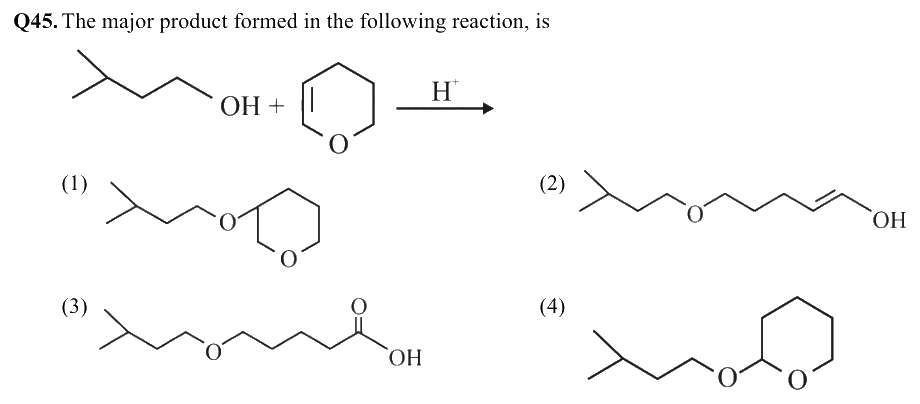 Q45. The major product formed in the following reaction, is
OH +
O
H⁺
(1)
O
O
(2)
O
OH
(3)
O
O
OH
(4)
O
O